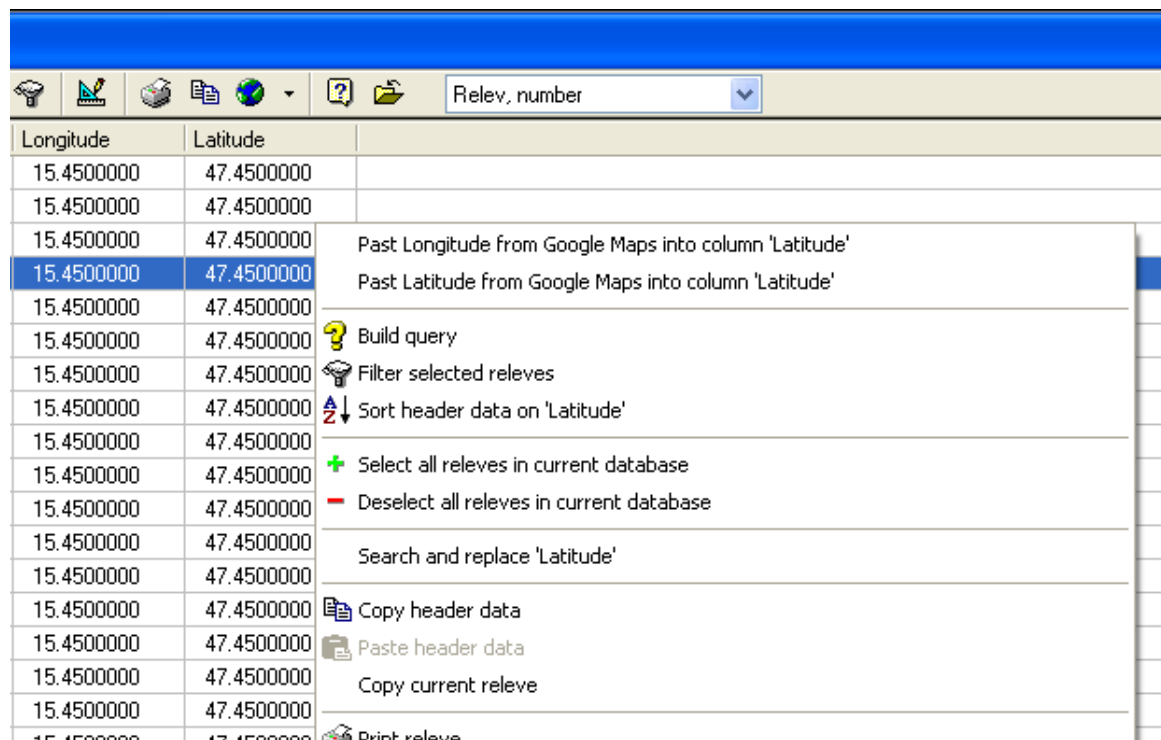 Relev, number
Longitude Latitude
15.4500000 47.4500000
15.4500000 47.4500000
15.4500000 47.4500000
Past Longitude from Google Maps into column 'Latitude'
15.4500000 47.4500000
Past Latitude from Google Maps into column 'Latitude'
15.4500000 47.4500000
15.4500000 47.4500000
Build query
15.4500000 47.4500000
Filter selected releves
15.4500000 47.4500000
Sort header data on 'Latitude'
15.4500000 47.4500000
15.4500000 47.4500000
Select all releves in current database
15.4500000 47.4500000
Deselect all releves in current database
15.4500000 47.4500000
15.4500000 47.4500000
Search and replace 'Latitude'
15.4500000 47.4500000
Copy header data
15.4500000 47.4500000
Paste header data
15.4500000 47.4500000
Copy current releve
15.4500000 47.4500000
15.4500000 47.4500000
Print releve